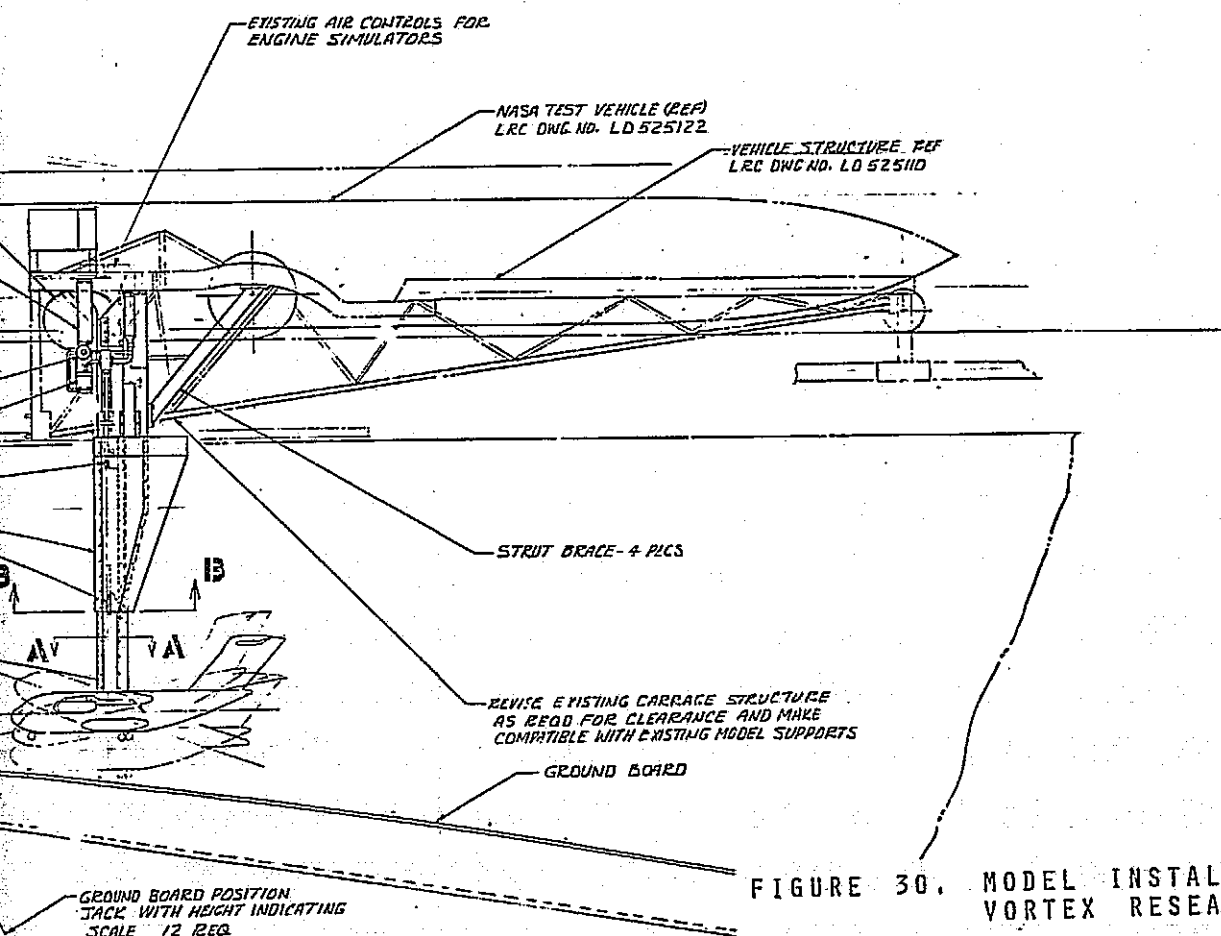 EXISTING AIR CONTROLS FOR
ENGINE SIMULATORS
NASA TEST VEHICLE (REF)
LRC DWG. NO. LD 525122
VEHICLE STRUCTURE REF
LRC DWG NO. LD 525110
STRUT BRACE - 4 PLCS
B B
A A
REVISE EXISTING CARRAGE STRUCTURE
AS REQD FOR CLEARANCE AND MAKE
COMPATIBLE WITH EXISTING MODEL SUPPORTS
GROUND BOARD
GROUND BOARD POSITION
JACK WITH HEIGHT INDICATING
SCALE 12 REQ
FIGURE 30. MODEL INSTAL
VORTEX RESEA